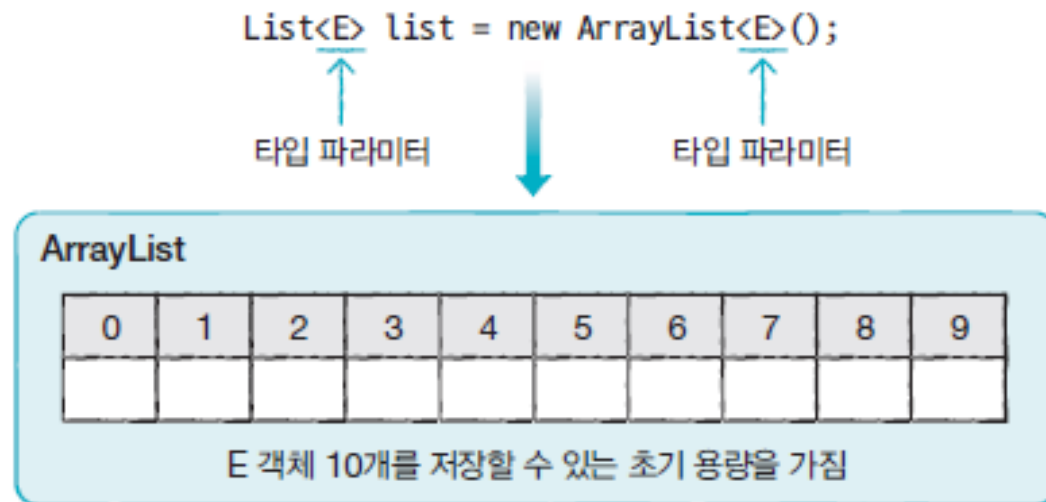 List<E> list = new ArrayList<E>();
타입 파라미터 타입 파라미터
ArrayList
0 1 2 3 4 5 6 7 8 9
E 객체 10개를 저장할 수 있는 초기 용량을 가짐